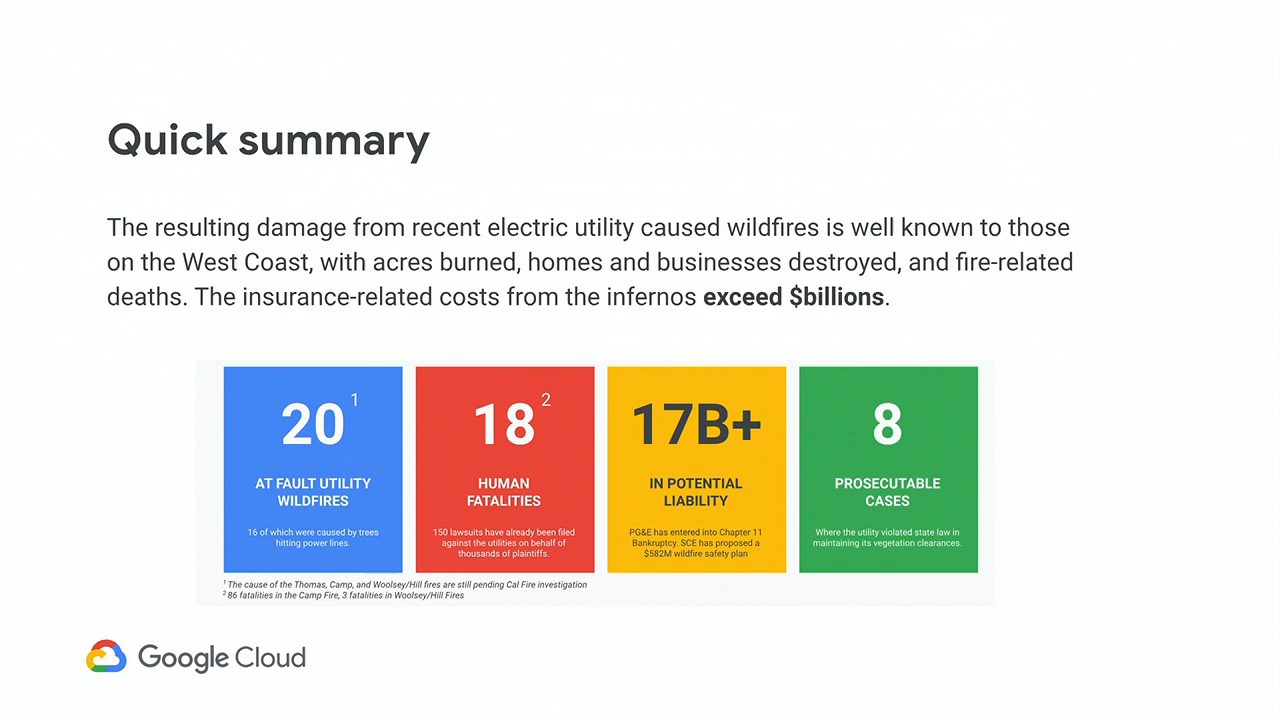 Quick summary
The resulting damage from recent electric utility caused wildfires is well known to those
on the West Coast, with acres burned, homes and businesses destroyed, and fire-related
deaths. The insurance-related costs from the infernos exceed $billions.
20 1
AT FAULT UTILITY
WILDFIRES
16 of which were caused by trees
hitting power lines.
18 2
HUMAN
FATALITIES
150 lawsuits have already been filed
against the utilities on behalf of
thousands of plaintiffs.
17B+
IN POTENTIAL
LIABILITY
PG&E has entered into Chapter 11
Bankruptcy. SCE has proposed a
$582M wildfire safety plan
8
PROSECUTABLE
CASES
Where the utility violated state law in
maintaining its vegetation clearances.
1 The cause of the Thomas, Camp, and Woolsey/Hill fires are still pending Cal Fire investigation
2 86 fatalities in the Camp Fire, 3 fatalities in Woolsey/Hill Fires
Google Cloud